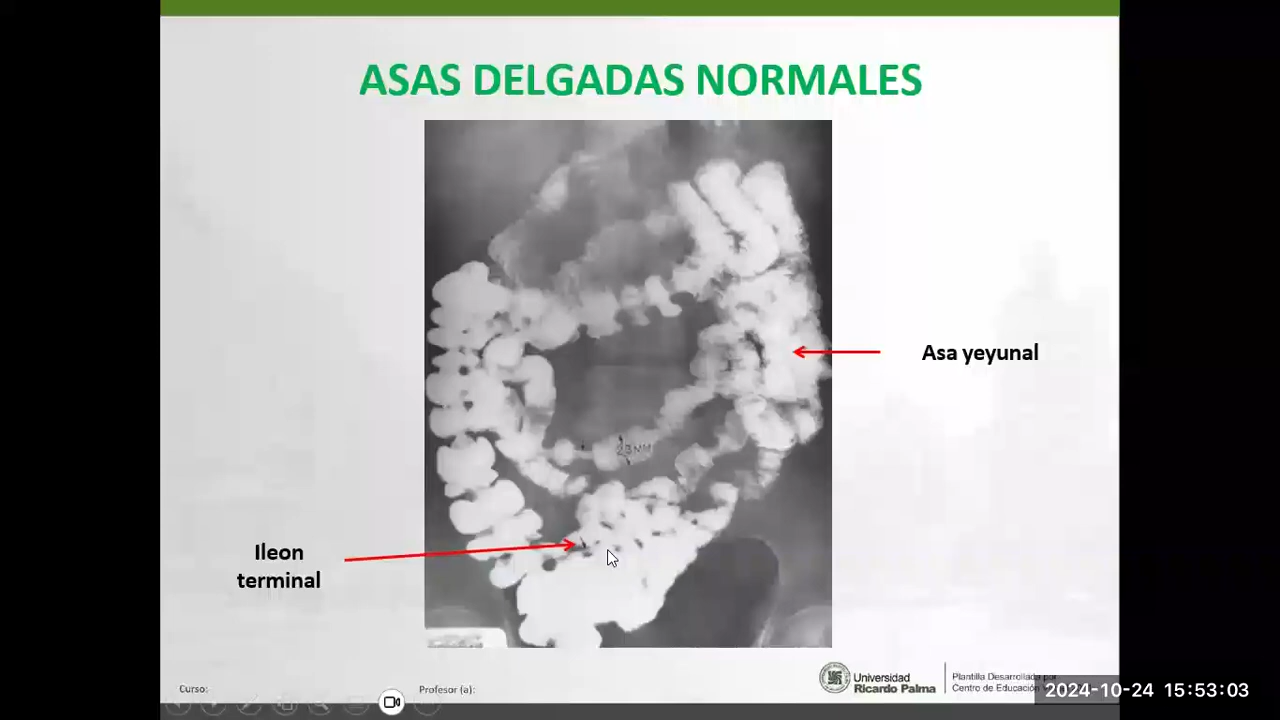 ASAS DELGADAS NORMALES
Asa yeyunal
23MM
Ileon
terminal
Curso:
Profesor (a):
Universidad
Ricardo Palma
Plantilla Desarrollada por
Centro de Educación
2024-10-24 15:53:03